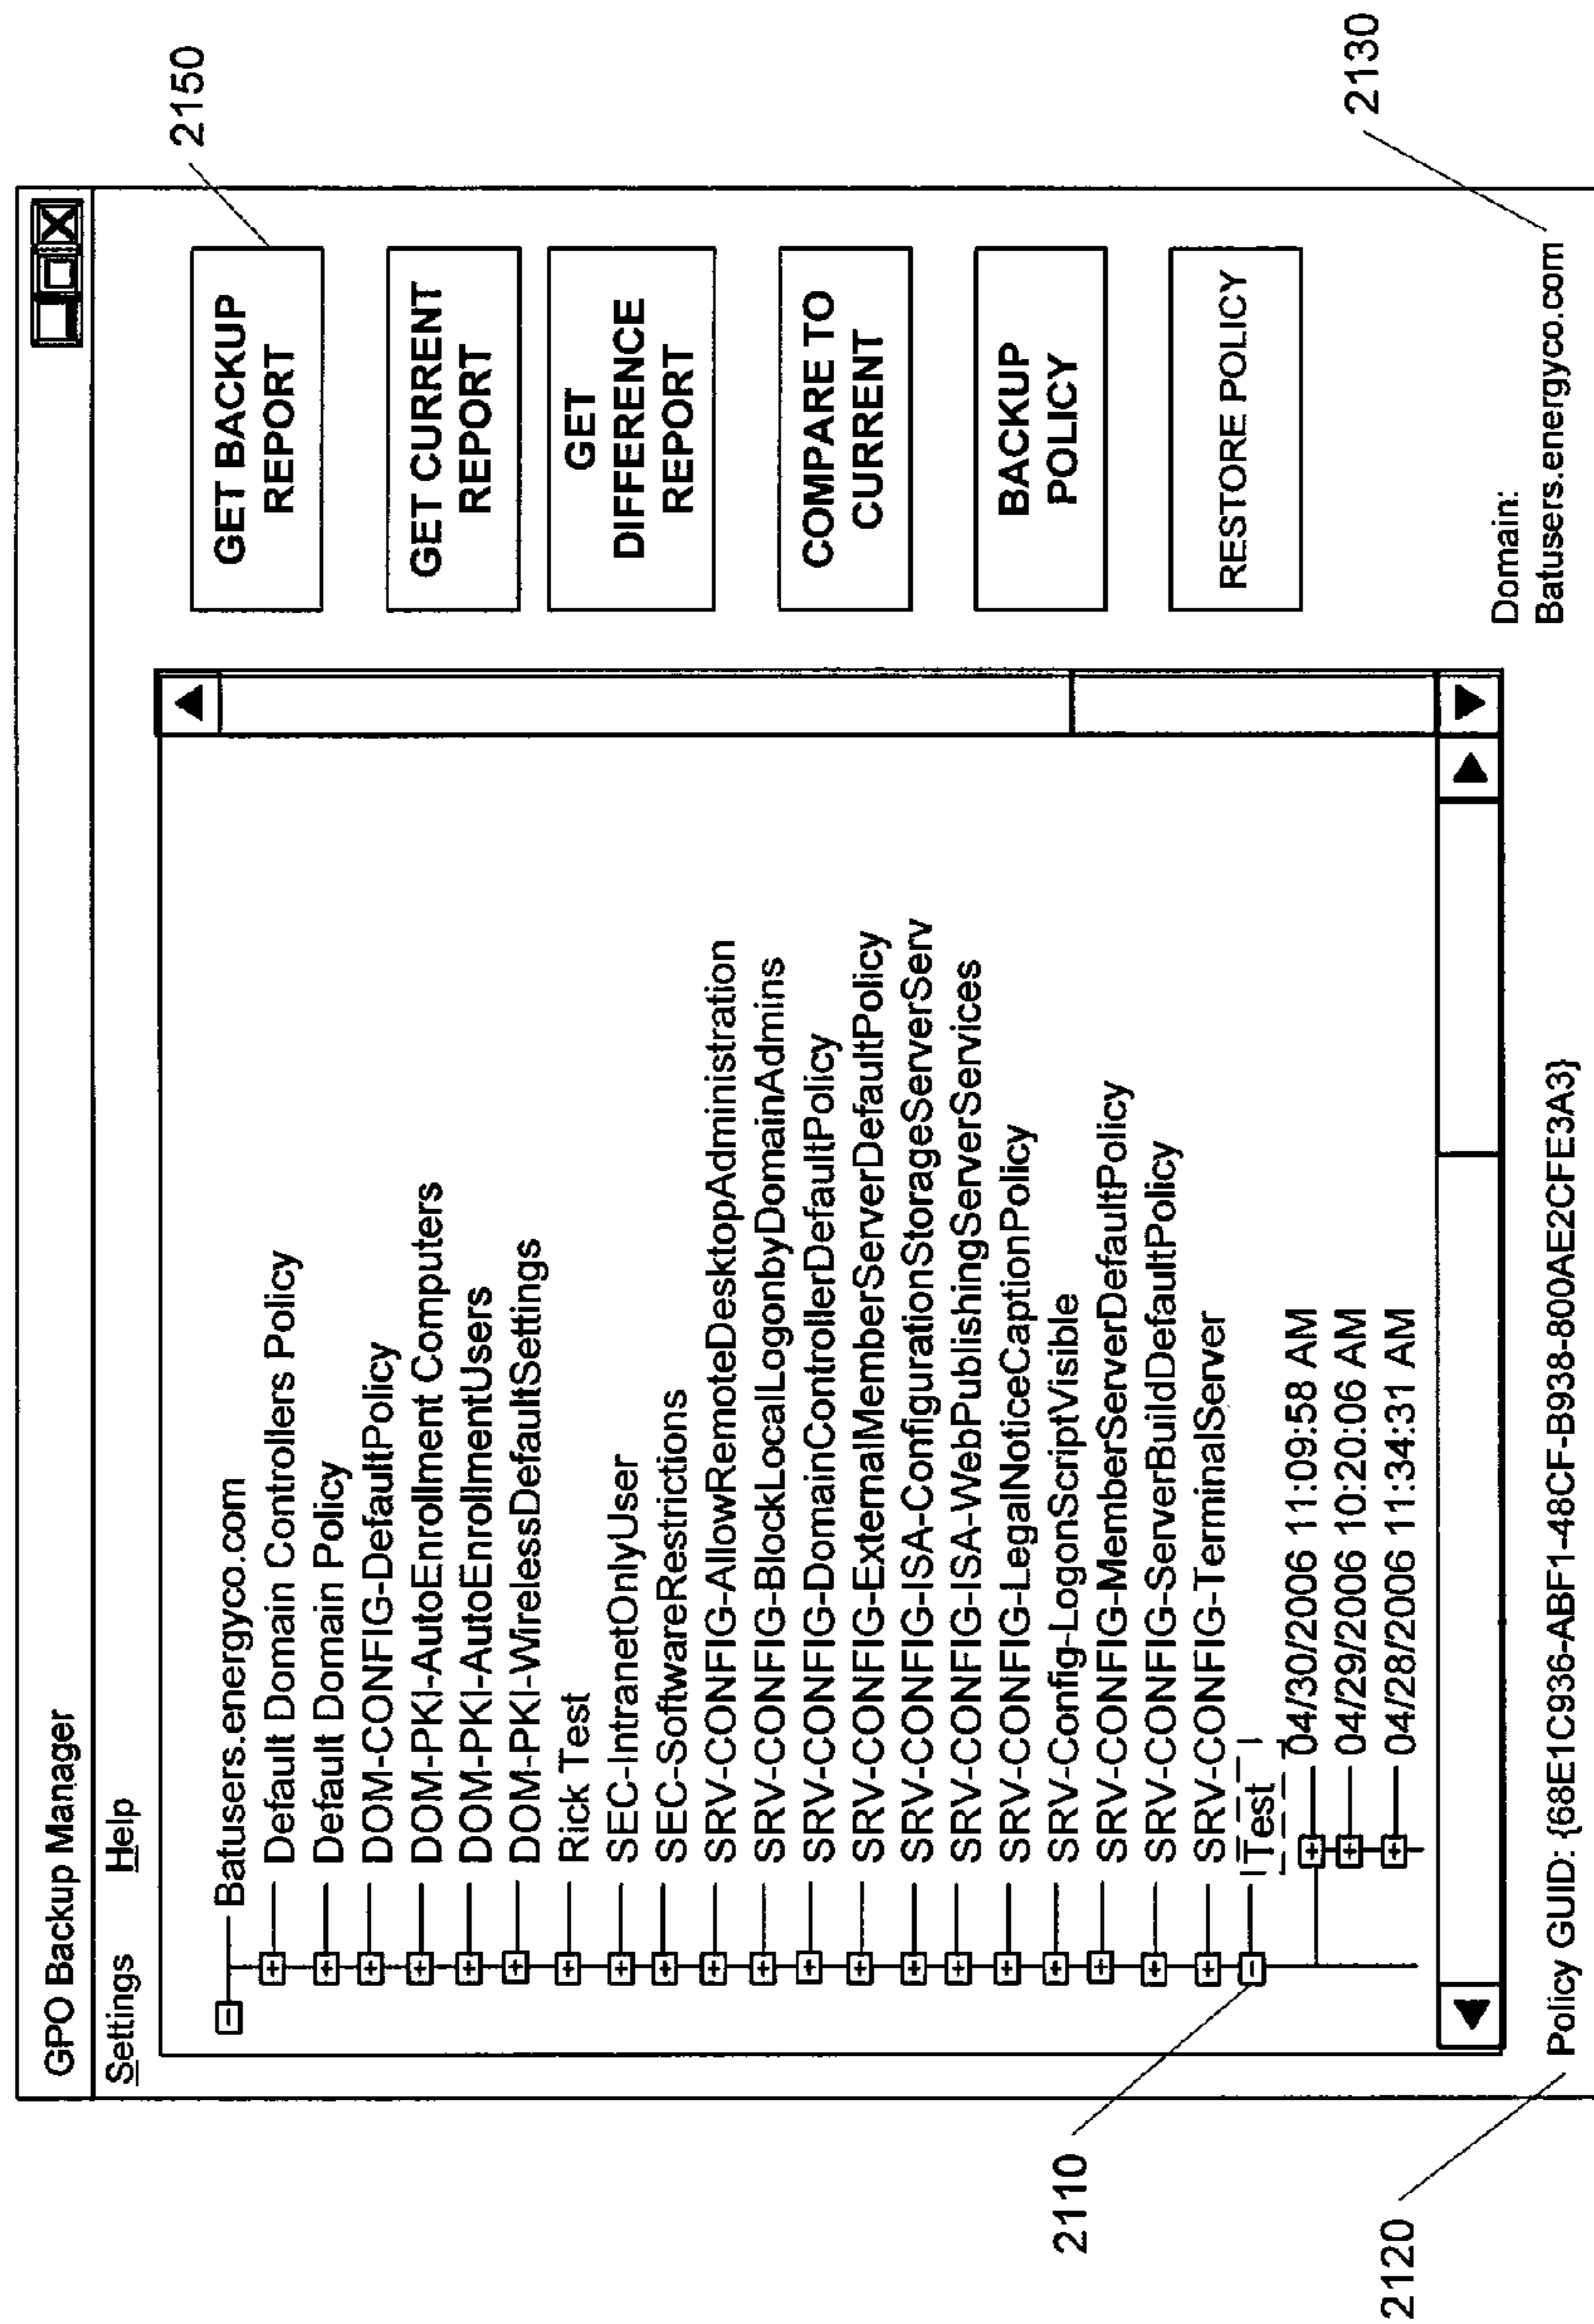 GPO Backup Manager
Settings Help
Batusers.energyco.com
Default Domain Controllers Policy
Default Domain Policy
DOM-CONFIG-DefaultPolicy
DOM-PKI-AutoEnrollment Computers
DOM-PKI-AutoEnrollmentUsers
DOM-PKI-WirelessDefaultSettings
Rick Test
SEC-IntranetOnlyUser
SEC-SoftwareRestrictions
SRV-CONFIG-AllowRemoteDesktopAdministration
SRV-CONFIG-BlockLocalLogonbyDomainAdmins
SRV-CONFIG-DomainControllerDefaultPolicy
SRV-CONFIG-ExternalMemberServerDefaultPolicy
SRV-CONFIG-ISA-ConfigurationStorageServerServ
SRV-CONFIG-ISA-WebPublishingServerServices
SRV-CONFIG-LegalNoticeCaptionPolicy
SRV-Config-LogonScriptVisible
SRV-CONFIG-MemberServerDefaultPolicy
SRV-CONFIG-ServerBuildDefaultPolicy
SRV-CONFIG-TerminalServer
Test
04/30/2006 11:09:58 AM
04/29/2006 10:20:06 AM
04/28/2006 11:34:31 AM
GET BACKUP
REPORT
GET CURRENT
REPORT
GET
DIFFERENCE
REPORT
COMPARE TO
CURRENT
BACKUP
POLICY
RESTORE POLICY
Domain:
Batusers.energyco.com
Policy GUID: {68E1C936-ABF1-48CF-B938-800AE2CFE3A3}
2150
2130
2110
2120